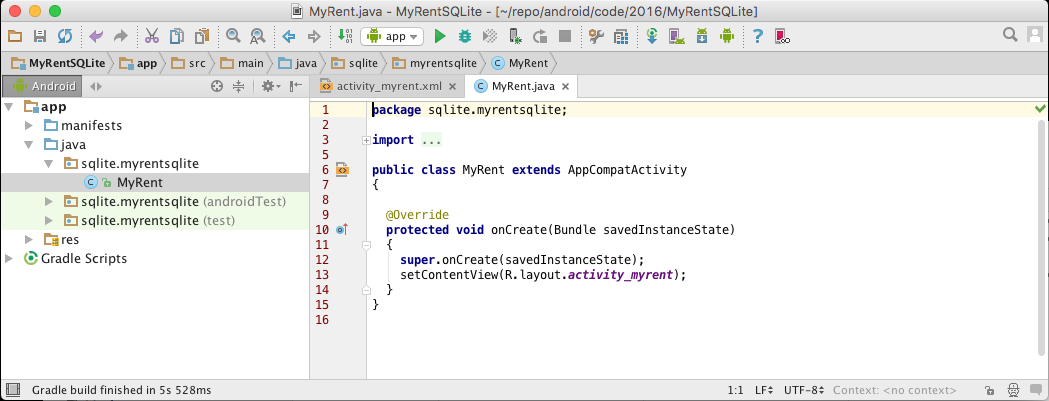 MyRent.java - MyRentSQLite - [~/repo/android/code/2016/MyRentSQLite]
app
MyRentSQLite app src main java sqlite myrentsqlite MyRent
Android activity_myrent.xml MyRent.java
app
manifests
java
sqlite.myrentsqlite
MyRent
sqlite.myrentsqlite (androidTest)
sqlite.myrentsqlite (test)
res
Gradle Scripts
1 package sqlite.myrentsqlite;
2
3 import ...
5
6 public class MyRent extends AppCompatActivity
7 {
8
9 @Override
10 protected void onCreate(Bundle savedInstanceState)
11 {
12 super.onCreate(savedInstanceState);
13 setContentView(R.layout.activity_myrent);
14 }
15 }
16
Gradle build finished in 5s 528ms 1:1 LF UTF-8 Context: <no context>